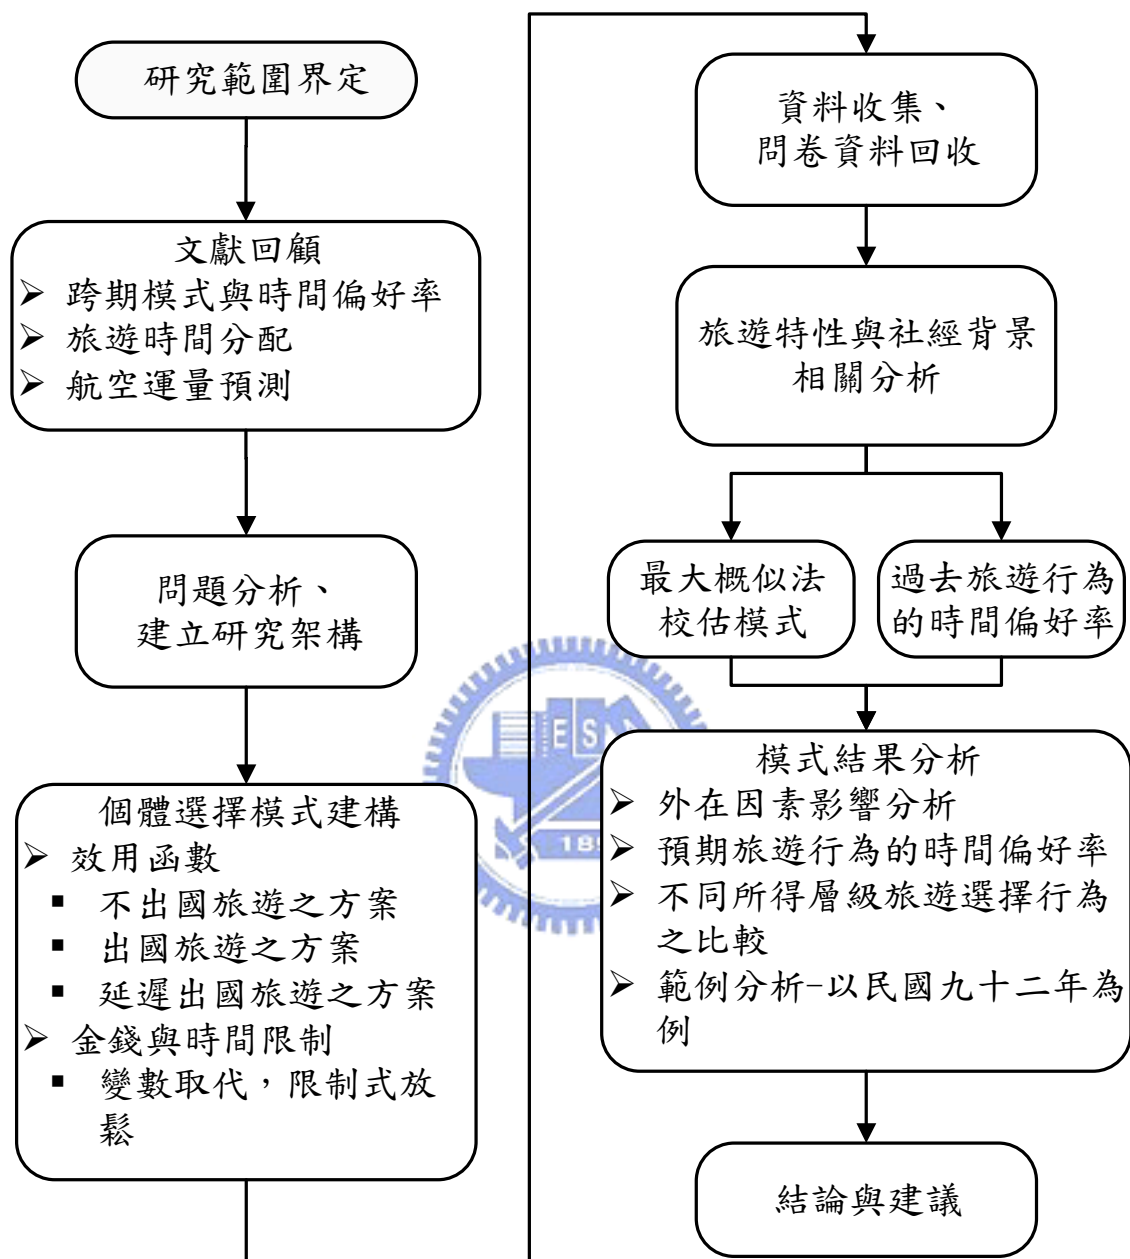 研究範圍界定
文獻回顧
➢ 跨期模式與時間偏好率
➢ 旅遊時間分配
➢ 航空運量預測
問題分析、
建立研究架構
個體選擇模式建構
➢ 效用函數
▪ 不出國旅遊之方案
▪ 出國旅遊之方案
▪ 延遲出國旅遊之方案
➢ 金錢與時間限制
▪ 變數取代，限制式放
鬆
資料收集、
問卷資料回收
旅遊特性與社經背景
相關分析
最大概似法
校估模式
過去旅遊行為
的時間偏好率
模式結果分析
➢ 外在因素影響分析
➢ 預期旅遊行為的時間偏好率
➢ 不同所得層級旅遊選擇行為
之比較
➢ 範例分析-以民國九十二年為
例
結論與建議
ES
189